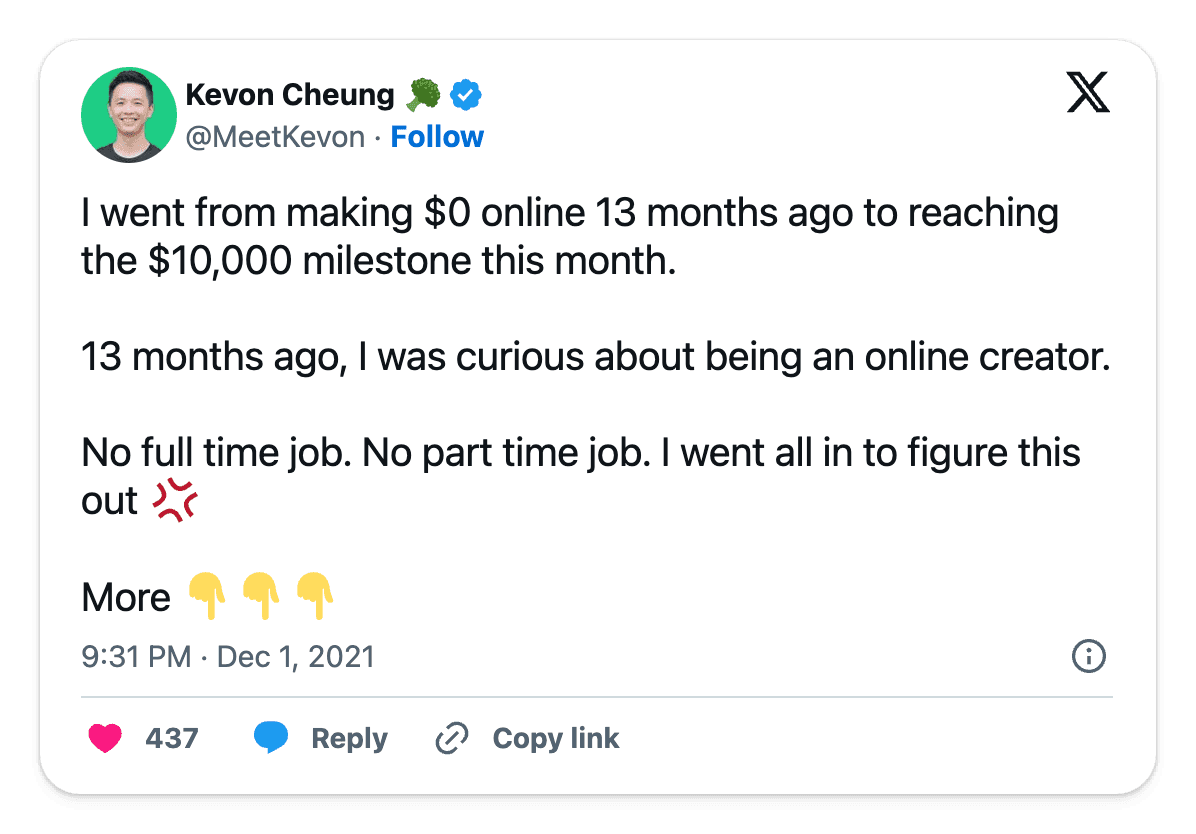 Kevon Cheung 🥦
@MeetKevon · Follow
I went from making $0 online 13 months ago to reaching
the $10,000 milestone this month.
13 months ago, I was curious about being an online creator.
No full time job. No part time job. I went all in to figure this
out 💢
More 👇👇👇
9:31 PM · Dec 1, 2021
437 Reply Copy link